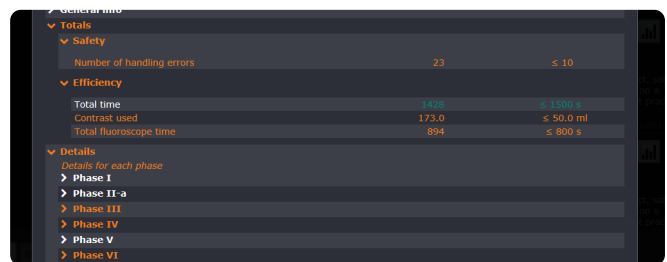 General info
Totals
Safety
Number of handling errors 23 ≤ 10
Efficiency
Total time 1428 ≤ 1500 s
Contrast used 173.0 ≤ 50.0 ml
Total fluoroscope time 894 ≤ 800 s
Details
Details for each phase
Phase I
Phase II-a
Phase III
Phase IV
Phase V
Phase VI